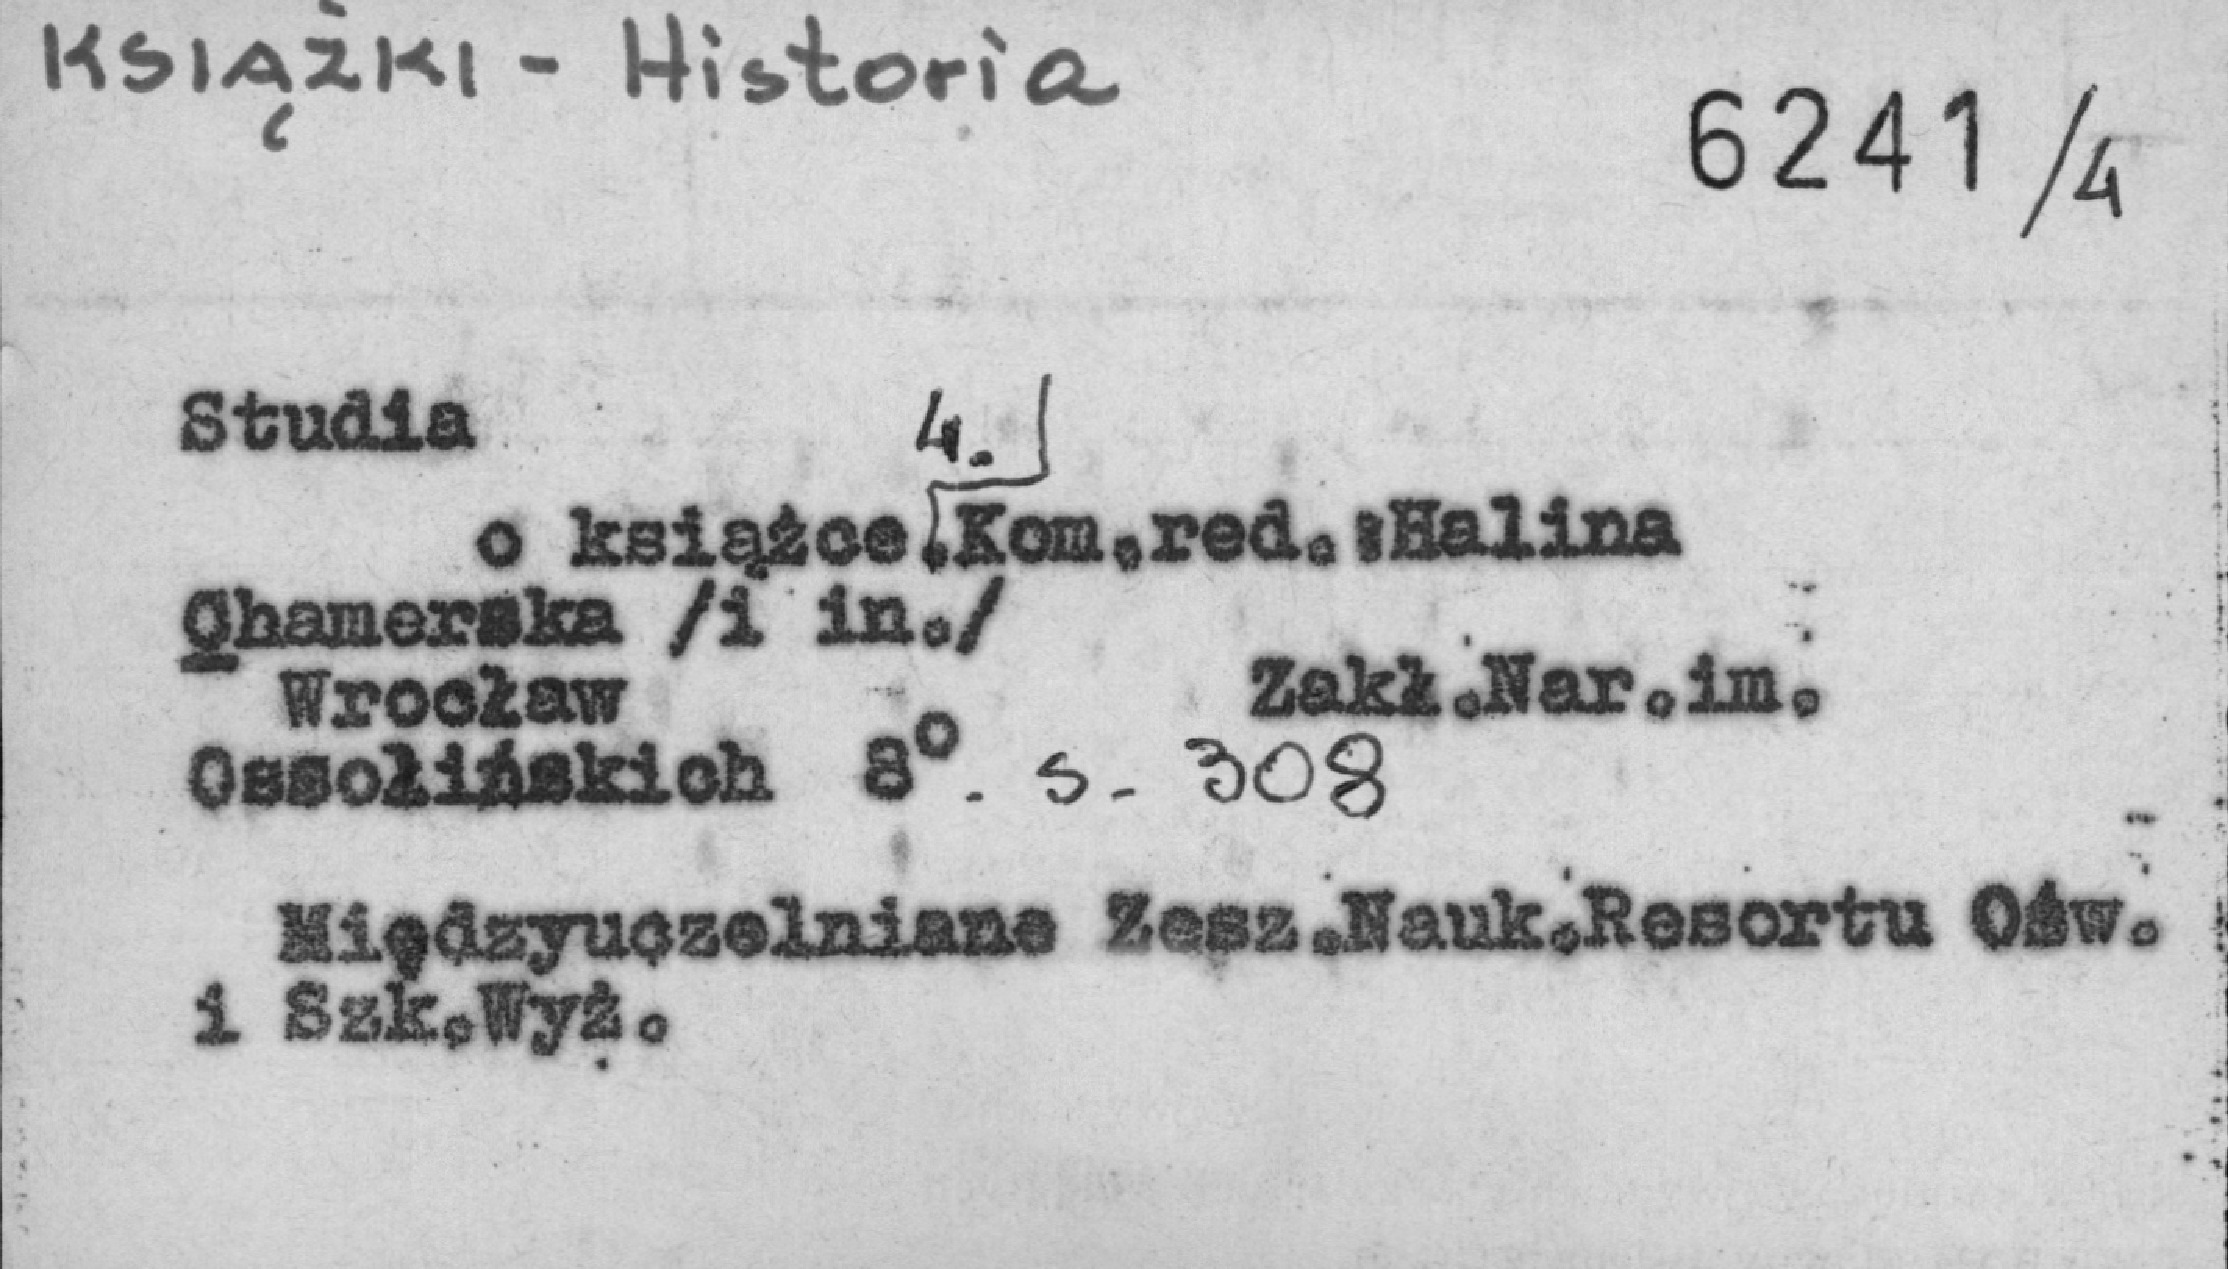 KSIĄŻKI - Historia
6241/4
Studia 4.
o książce.Kom.red.:Halina
Chamerska /i in./
Wrocław Zakł.Nar.im.
Ossolińskich 8° . s - 308
Międzyuczelniane Zesz.Nauk.Resortu Ośw.
i Szk.Wyż.